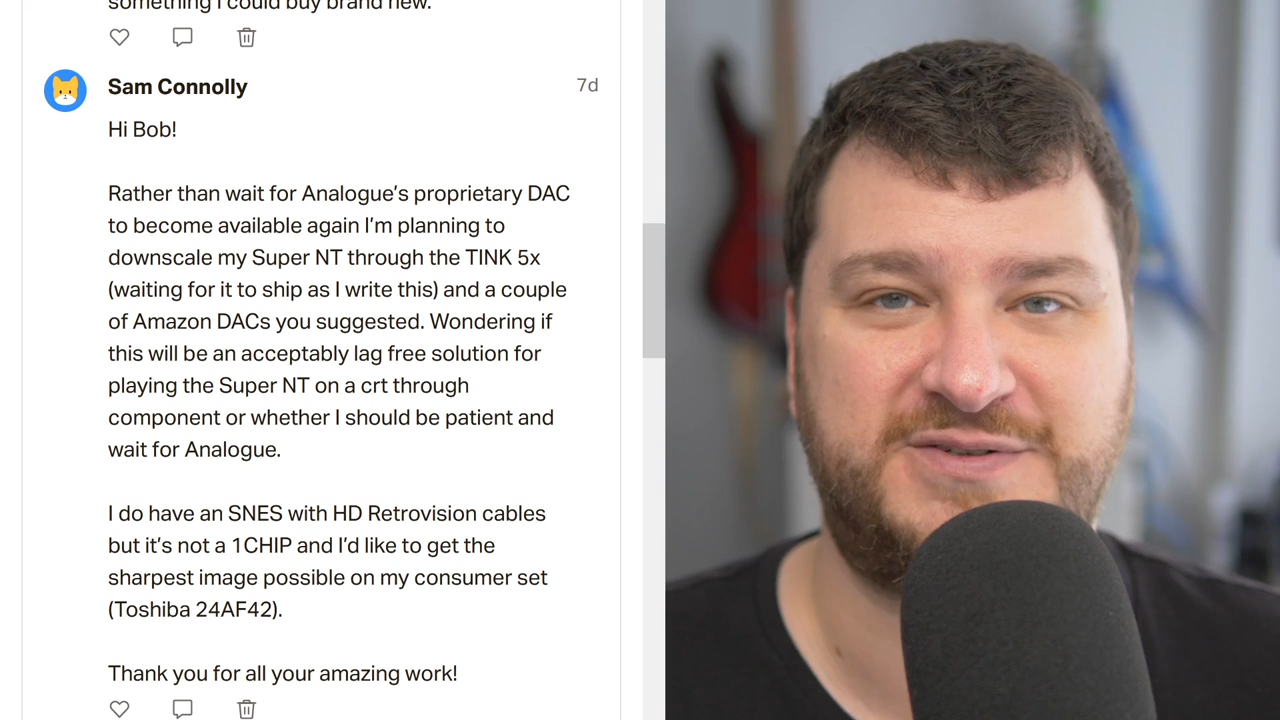 something I could buy brand new.
Sam Connolly
7d
Hi Bob!
Rather than wait for Analogue’s proprietary DAC
to become available again I’m planning to
downscale my Super NT through the TINK 5x
(waiting for it to ship as I write this) and a couple
of Amazon DACs you suggested. Wondering if
this will be an acceptably lag free solution for
playing the Super NT on a crt through
component or whether I should be patient and
wait for Analogue.
I do have an SNES with HD Retrovision cables
but it’s not a 1CHIP and I’d like to get the
sharpest image possible on my consumer set
(Toshiba 24AF42).
Thank you for all your amazing work!